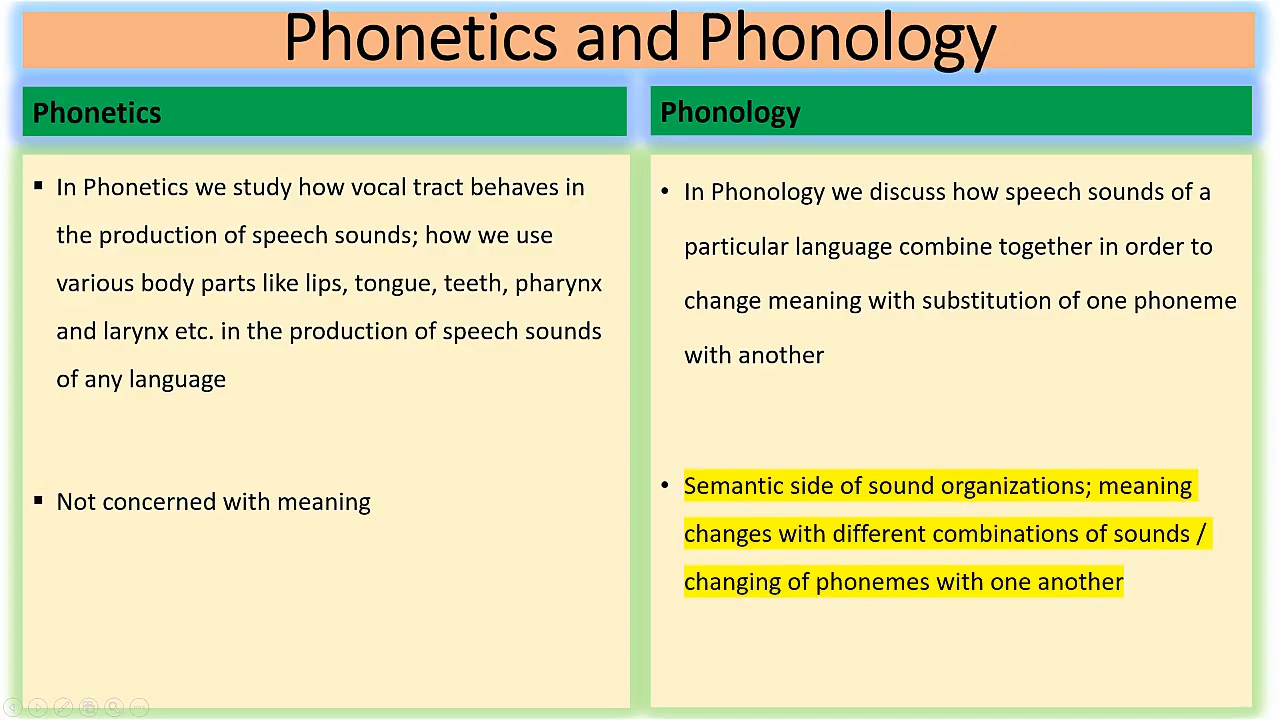 Phonetics and Phonology
Phonetics
▪ In Phonetics we study how vocal tract behaves in
the production of speech sounds; how we use
various body parts like lips, tongue, teeth, pharynx
and larynx etc. in the production of speech sounds
of any language
▪ Not concerned with meaning
Phonology
• In Phonology we discuss how speech sounds of a
particular language combine together in order to
change meaning with substitution of one phoneme
with another
• Semantic side of sound organizations; meaning
changes with different combinations of sounds /
changing of phonemes with one another